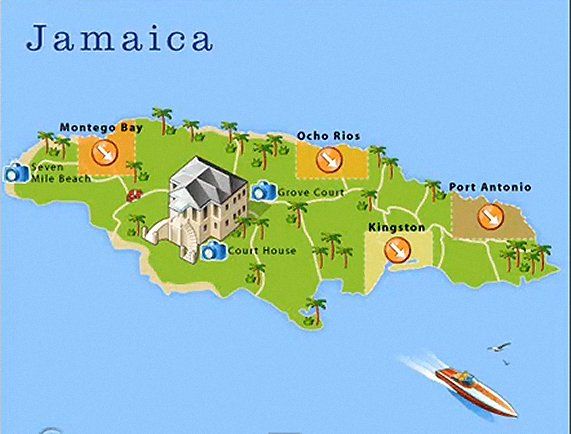 Jamaica
Montego Bay
Ocho Rios
Seven
Mile Beach
Grove Court
Port Antonio
Kingston
Court House